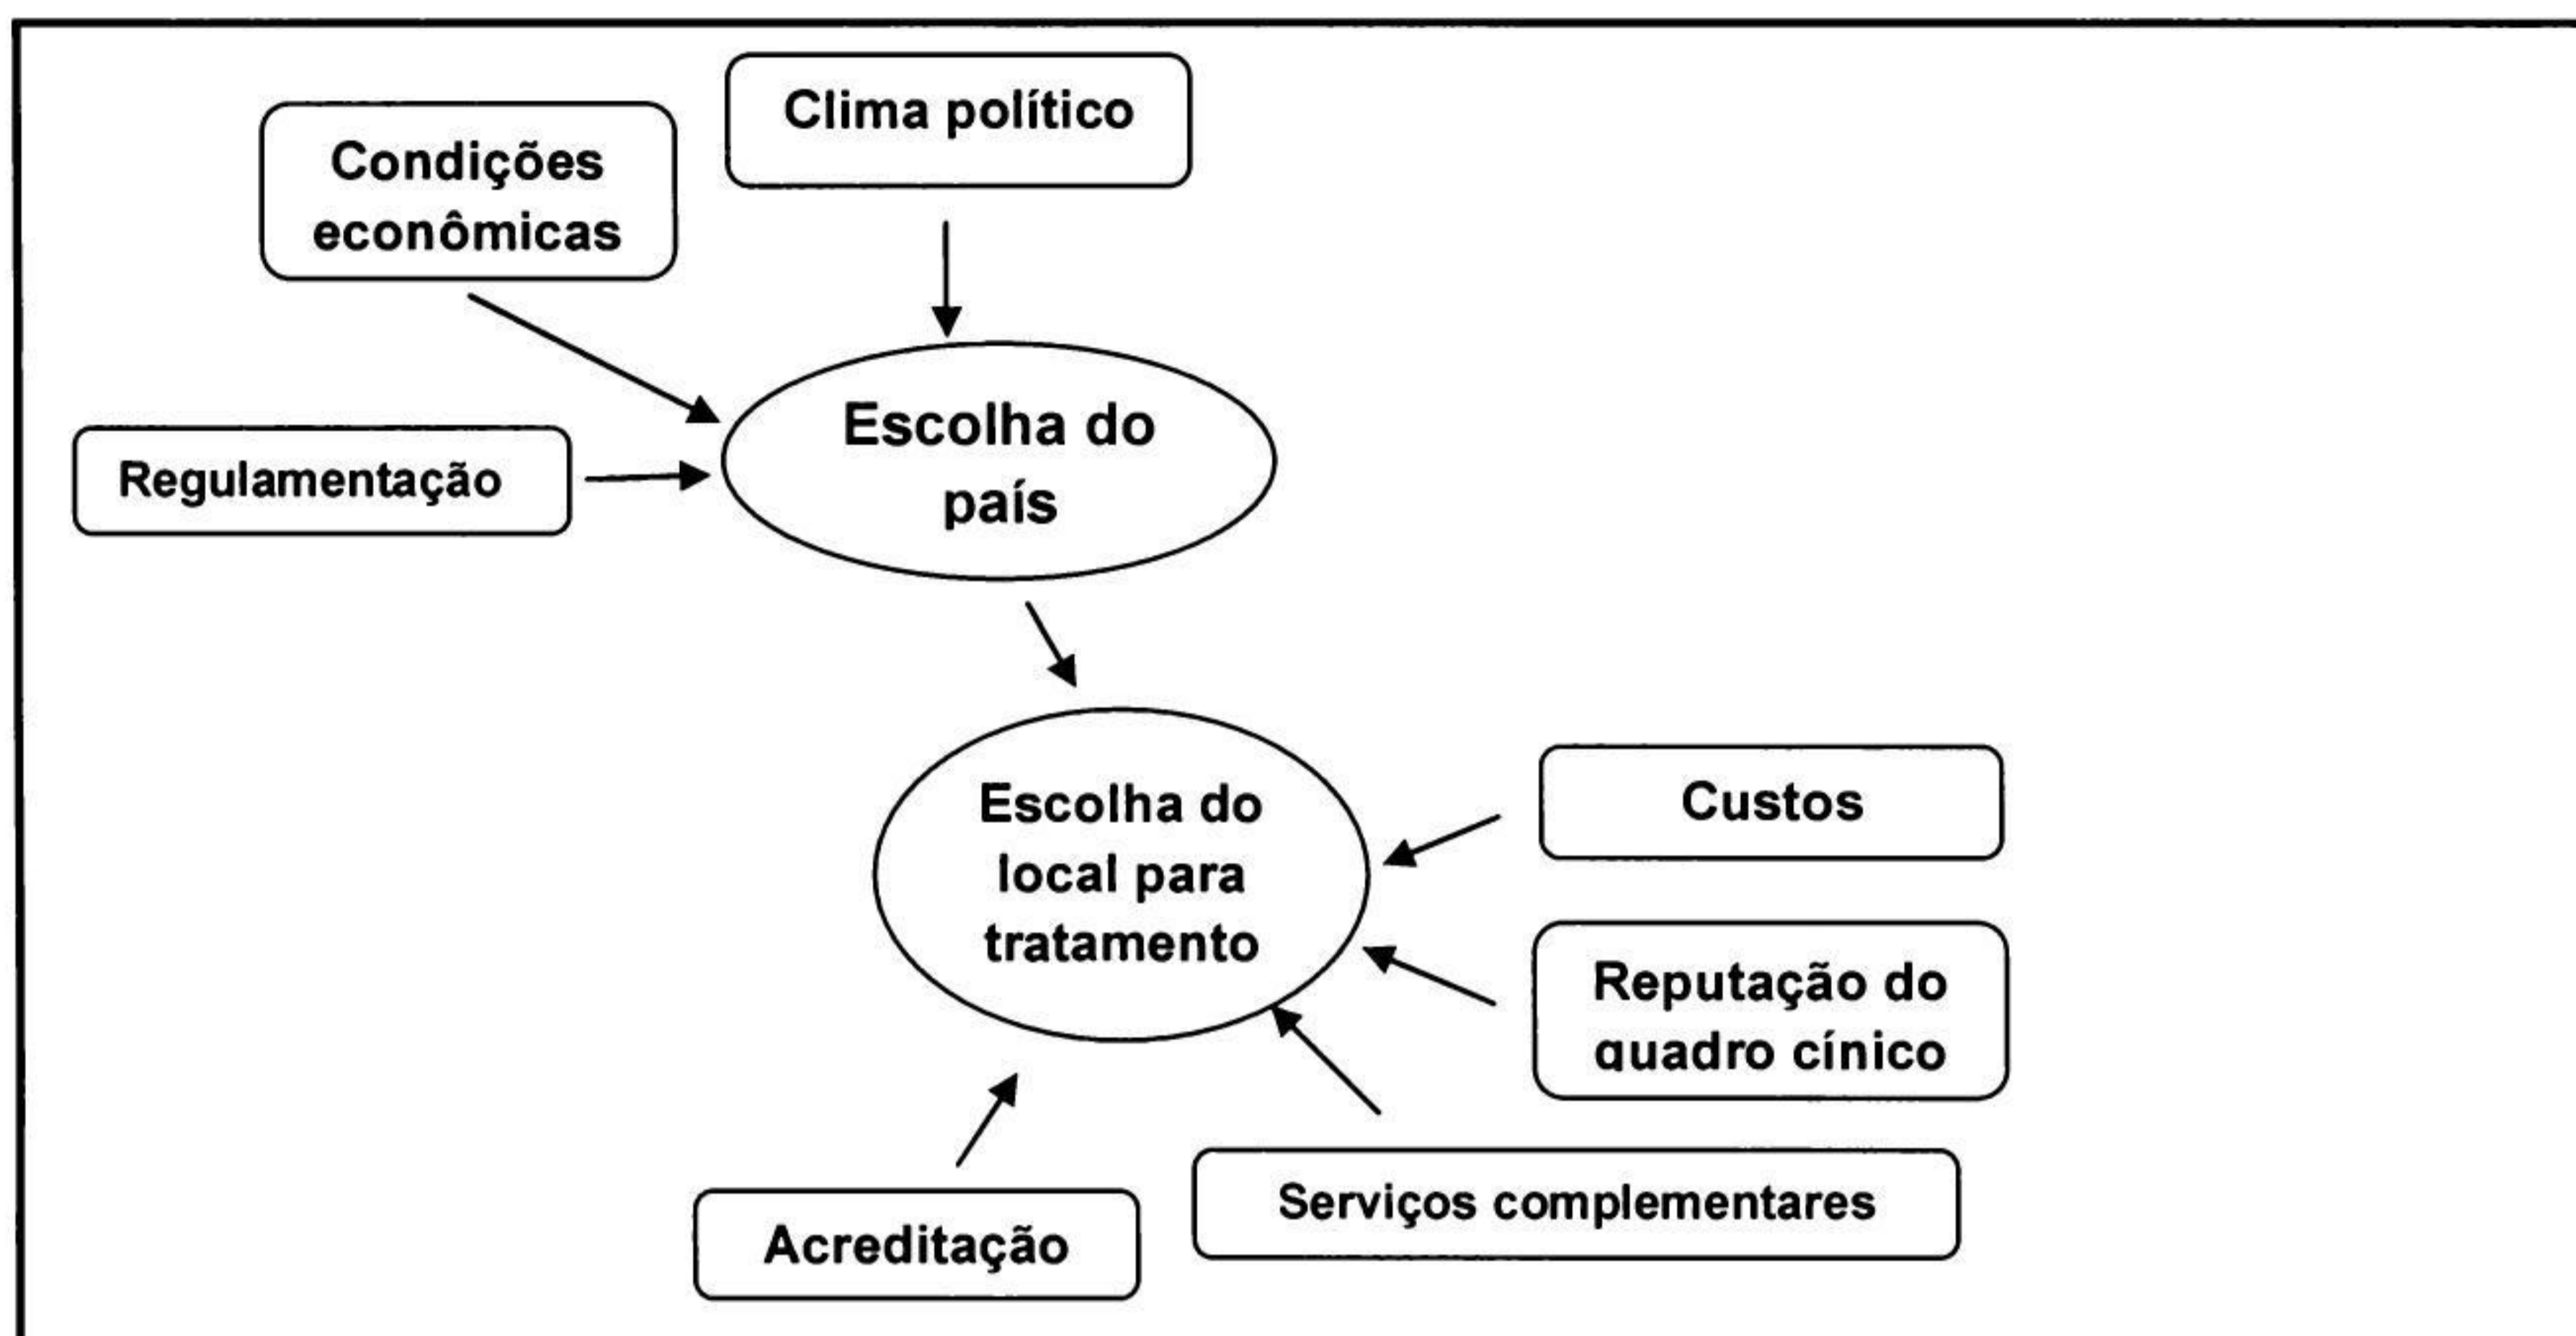 Clima político
Condições
econômicas
Escolha do
país
Regulamentação
Escolha do
local para
tratamento
Custos
Reputação do
quadro cínico
Serviços complementares
Acreditação